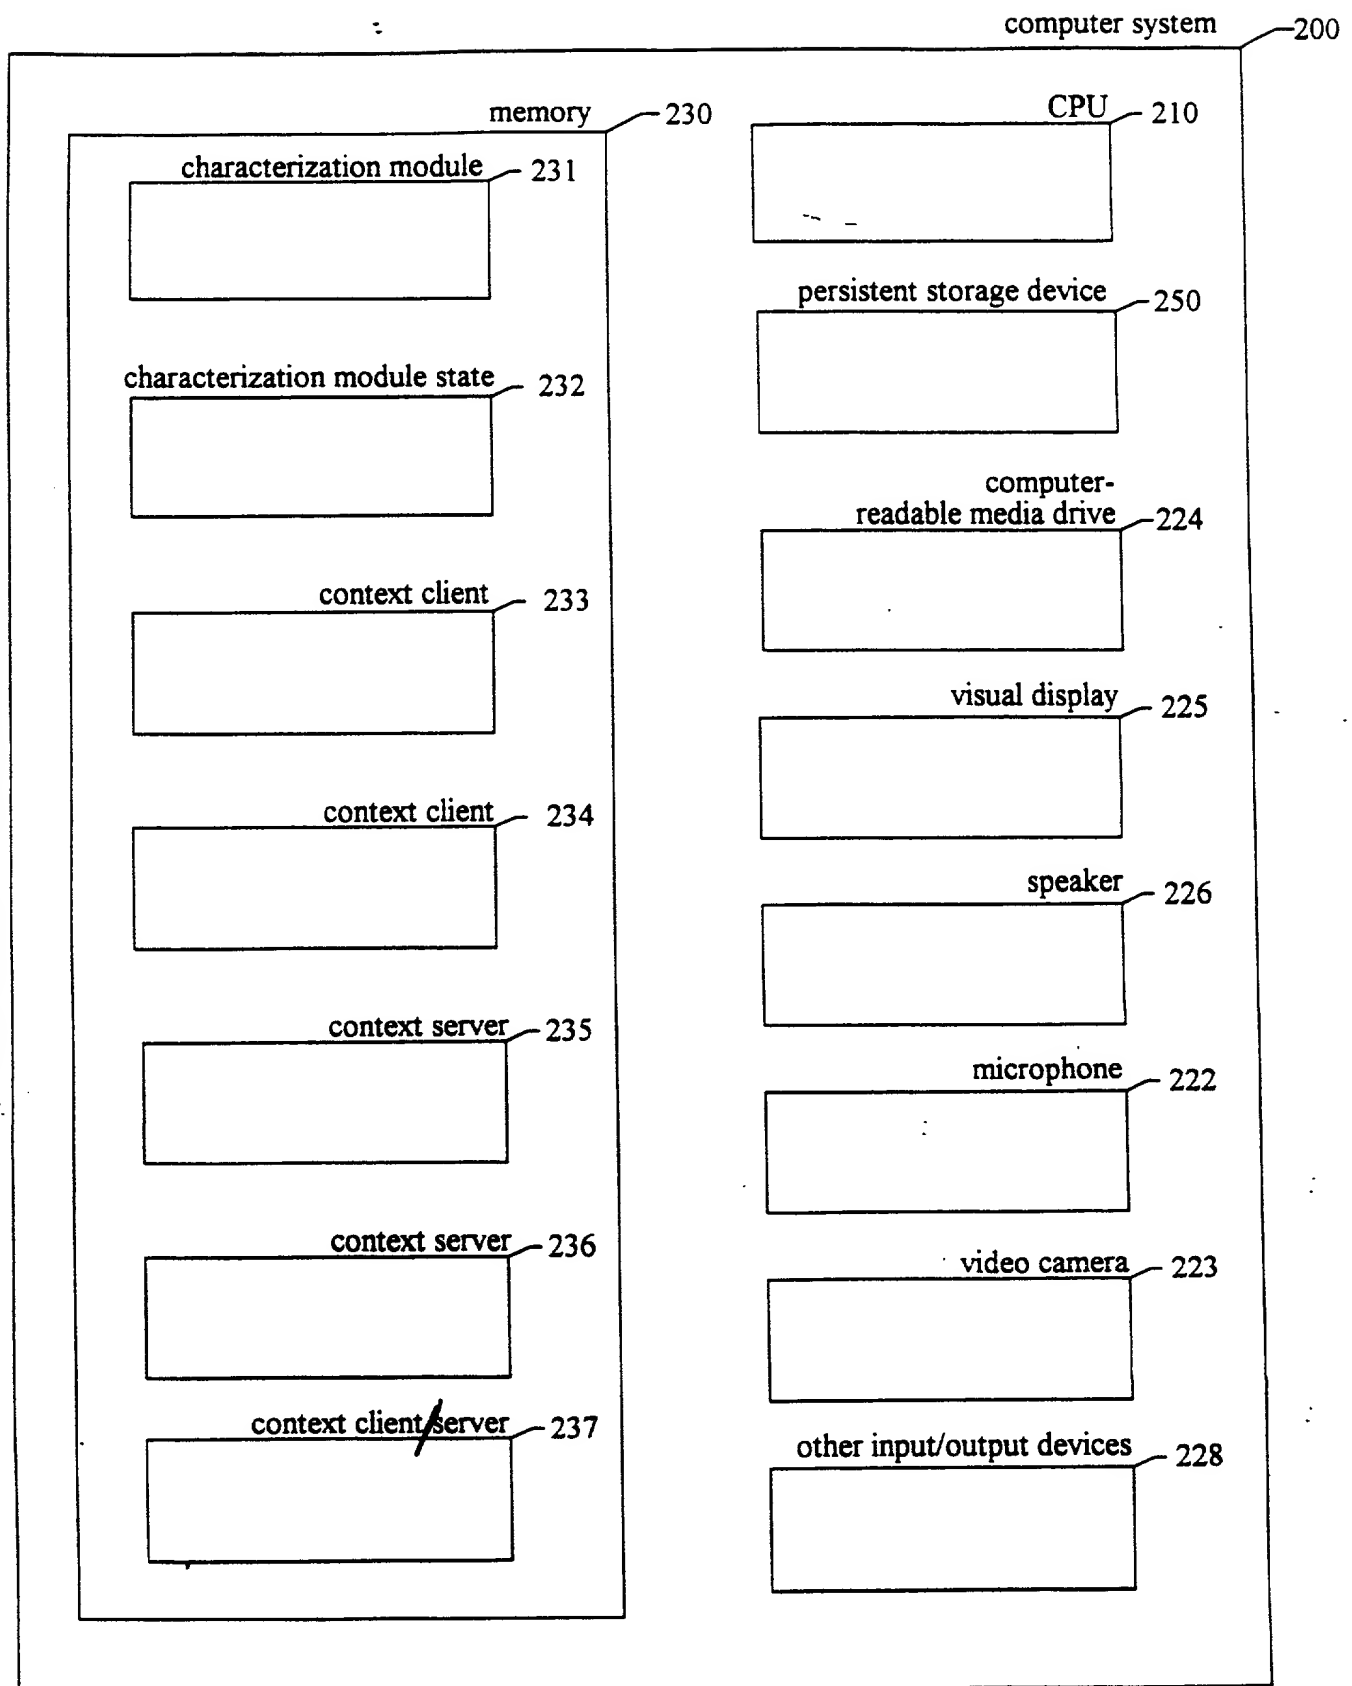 computer system 200
memory 230
characterization module 231
characterization module state 232
context client 233
context client 234
context server 235
context server 236
context client/server 237
CPU 210
persistent storage device 250
computer-
readable media drive 224
visual display 225
speaker 226
microphone 222
video camera 223
other input/output devices 228